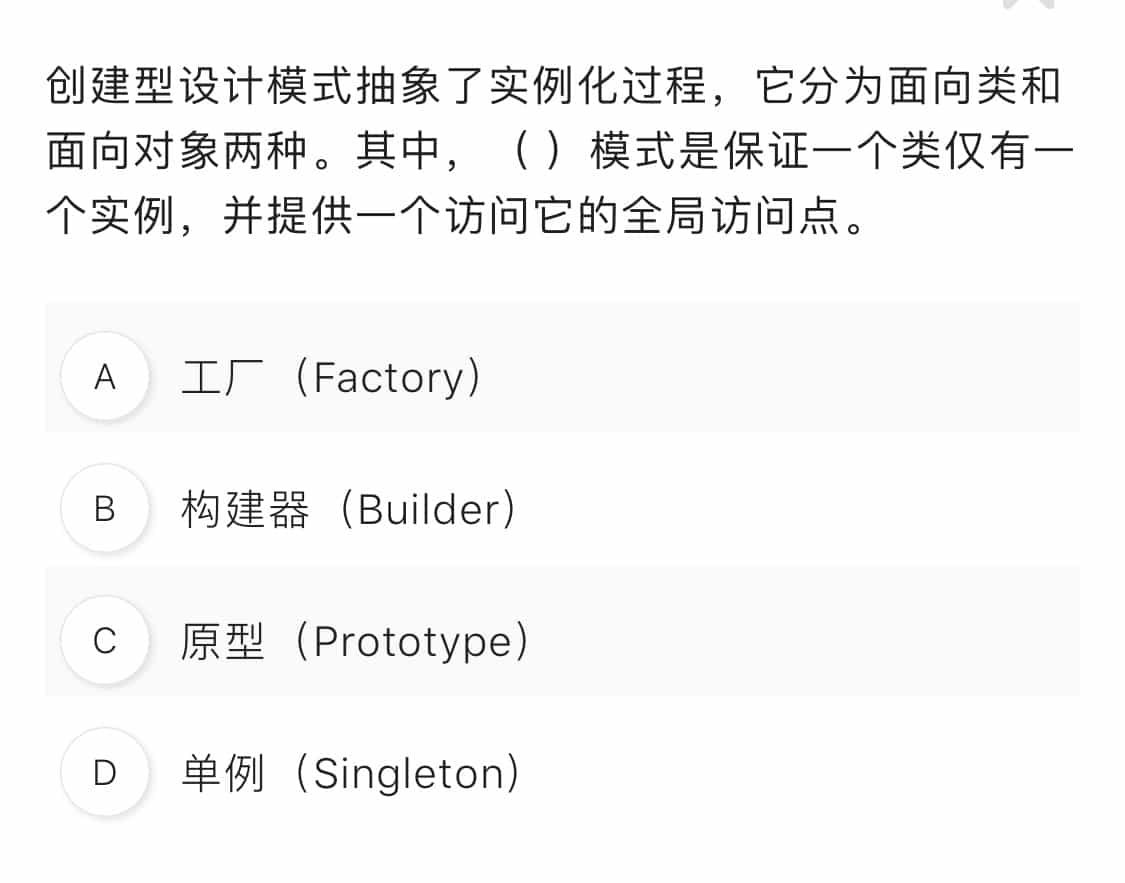 创建型设计模式抽象了实例化过程，它分为面向类和
面向对象两种。其中，（ ）模式是保证一个类仅有一
个实例，并提供一个访问它的全局访问点。
A 工厂（Factory）
B 构建器（Builder）
C 原型（Prototype）
D 单例（Singleton）